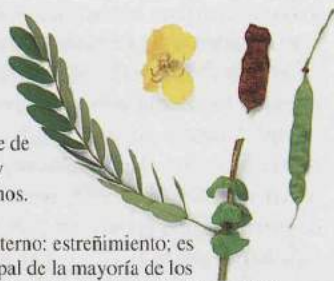 e de
y
nos.
terno: estreñimiento; es
pal de la mayoría de los